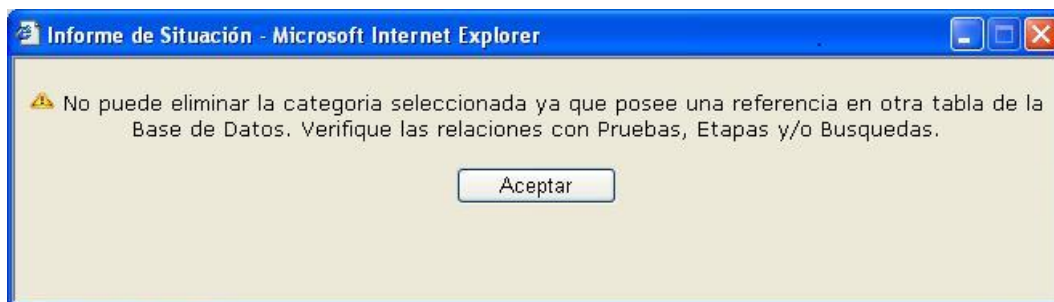 Informe de Situación - Microsoft Internet Explorer
No puede eliminar la categoria seleccionada ya que posee una referencia en otra tabla de la
Base de Datos. Verifique las relaciones con Pruebas, Etapas y/o Busquedas.
Aceptar